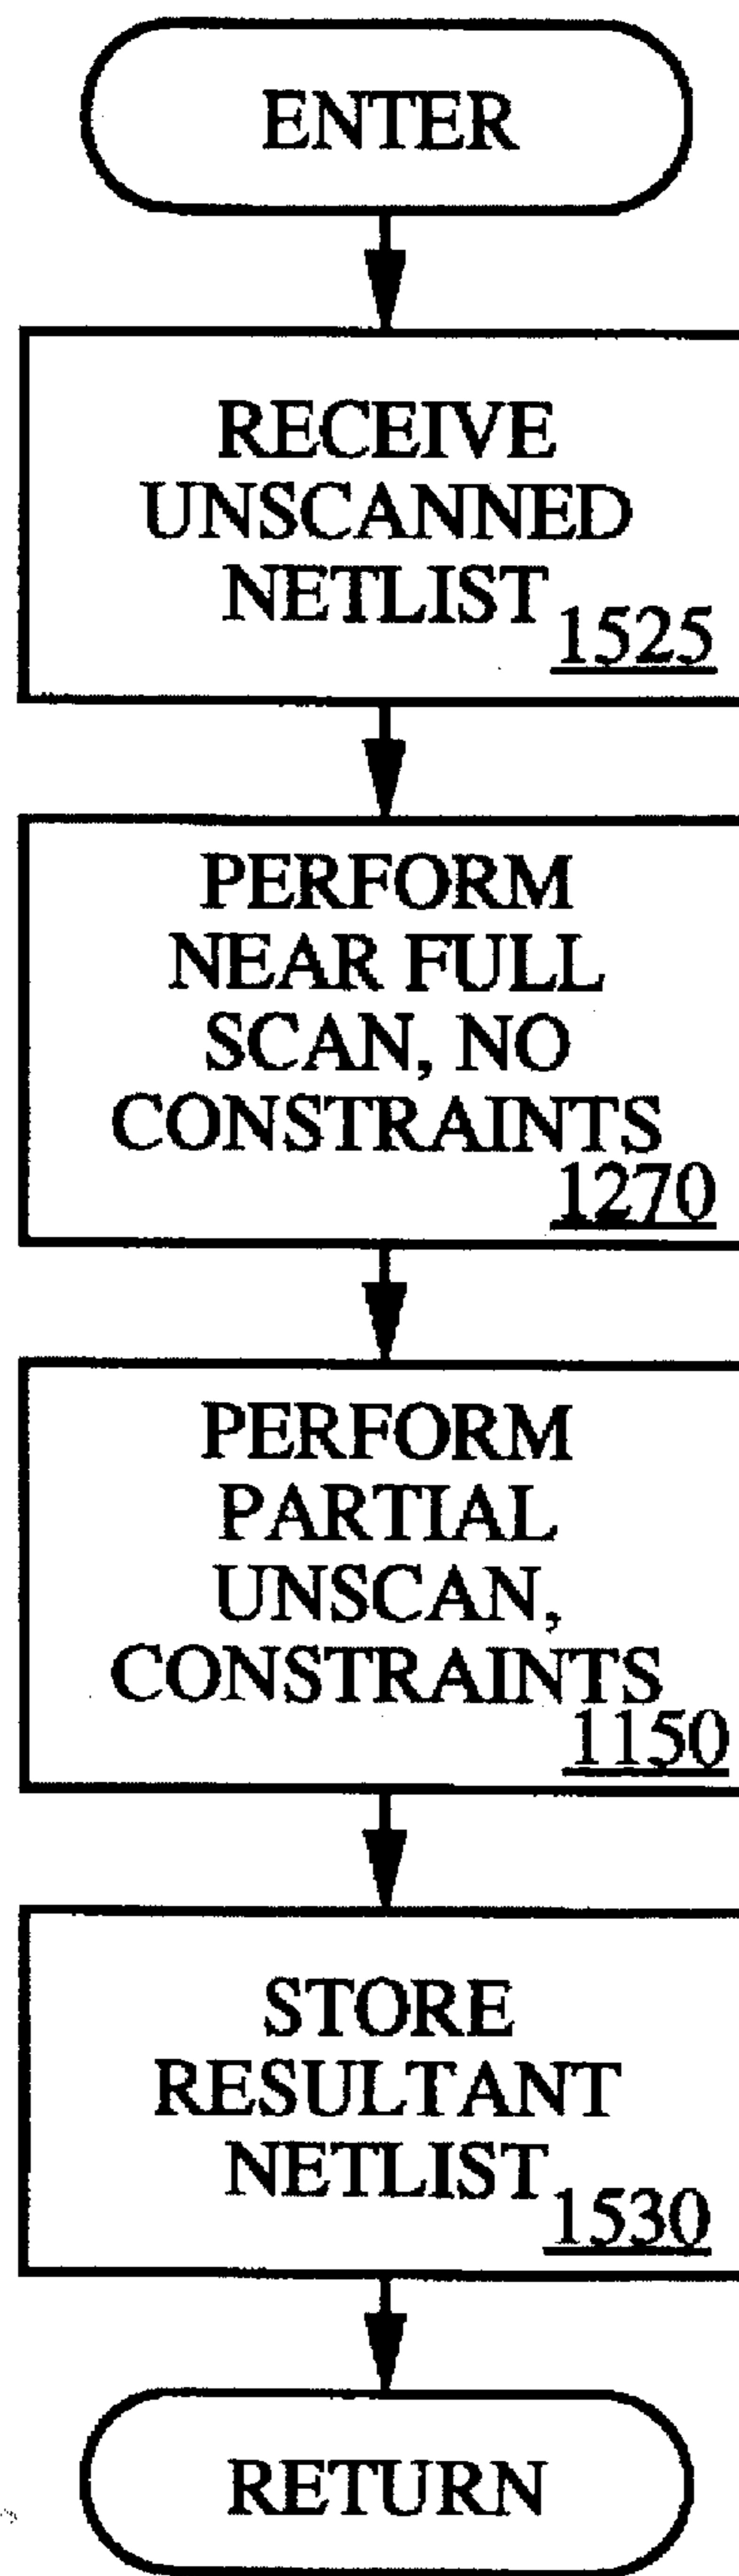 ENTER
RECEIVE
UNSCANNED
NETLIST
1525
PERFORM
NEAR FULL
SCAN, NO
CONSTRAINTS
1270
PERFORM
PARTIAL
UNSCAN,
CONSTRAINTS
1150
STORE
RESULTANT
NETLIST
1530
RETURN